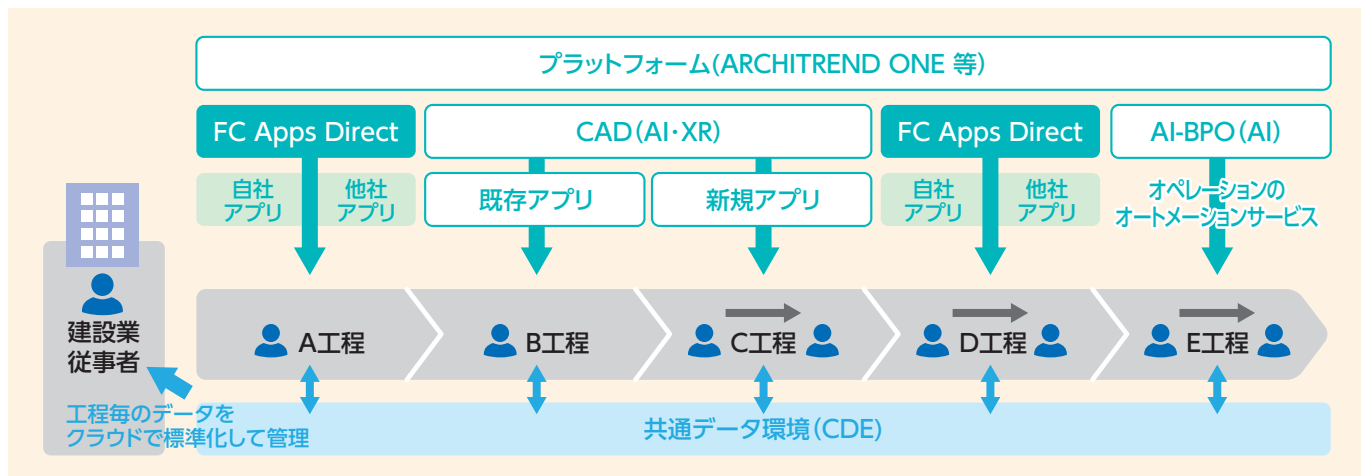 プラットフォーム(ARCHITREND ONE 等)
FC Apps Direct
CAD(AI・XR)
FC Apps Direct
AI-BPO(AI)
自社
アプリ
他社
アプリ
既存アプリ
新規アプリ
自社
アプリ
他社
アプリ
オペレーションの
オートメーションサービス
建設業
従事者
A工程
B工程
C工程
D工程
E工程
工程毎のデータを
クラウドで標準化して管理
共通データ環境(CDE)